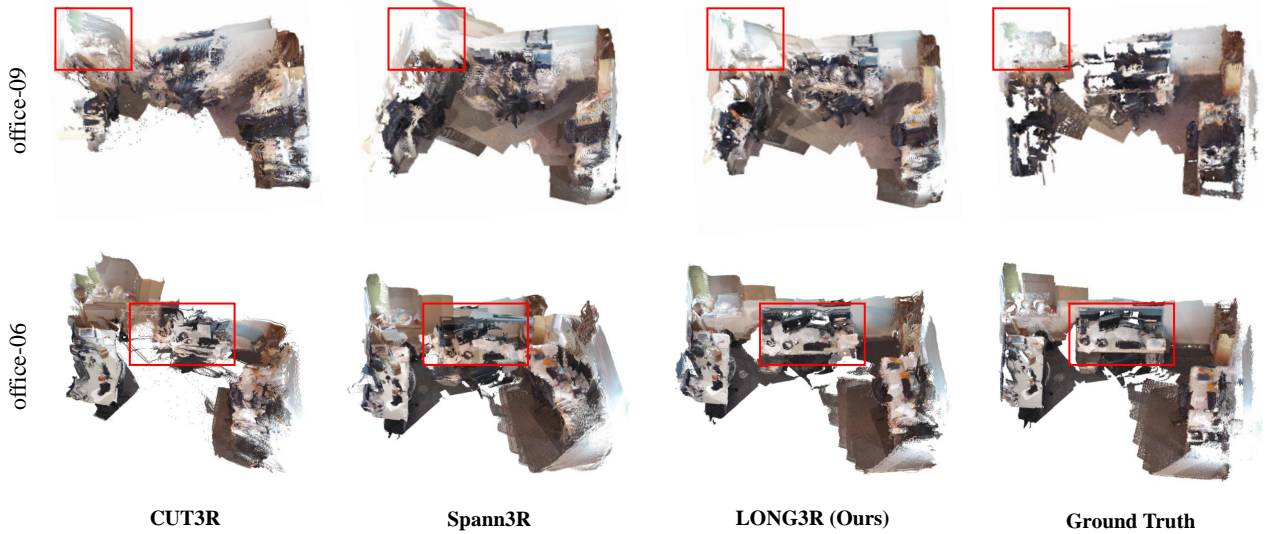 office-09
office-06
CUT3R
Spann3R
LONG3R (Ours)
Ground Truth